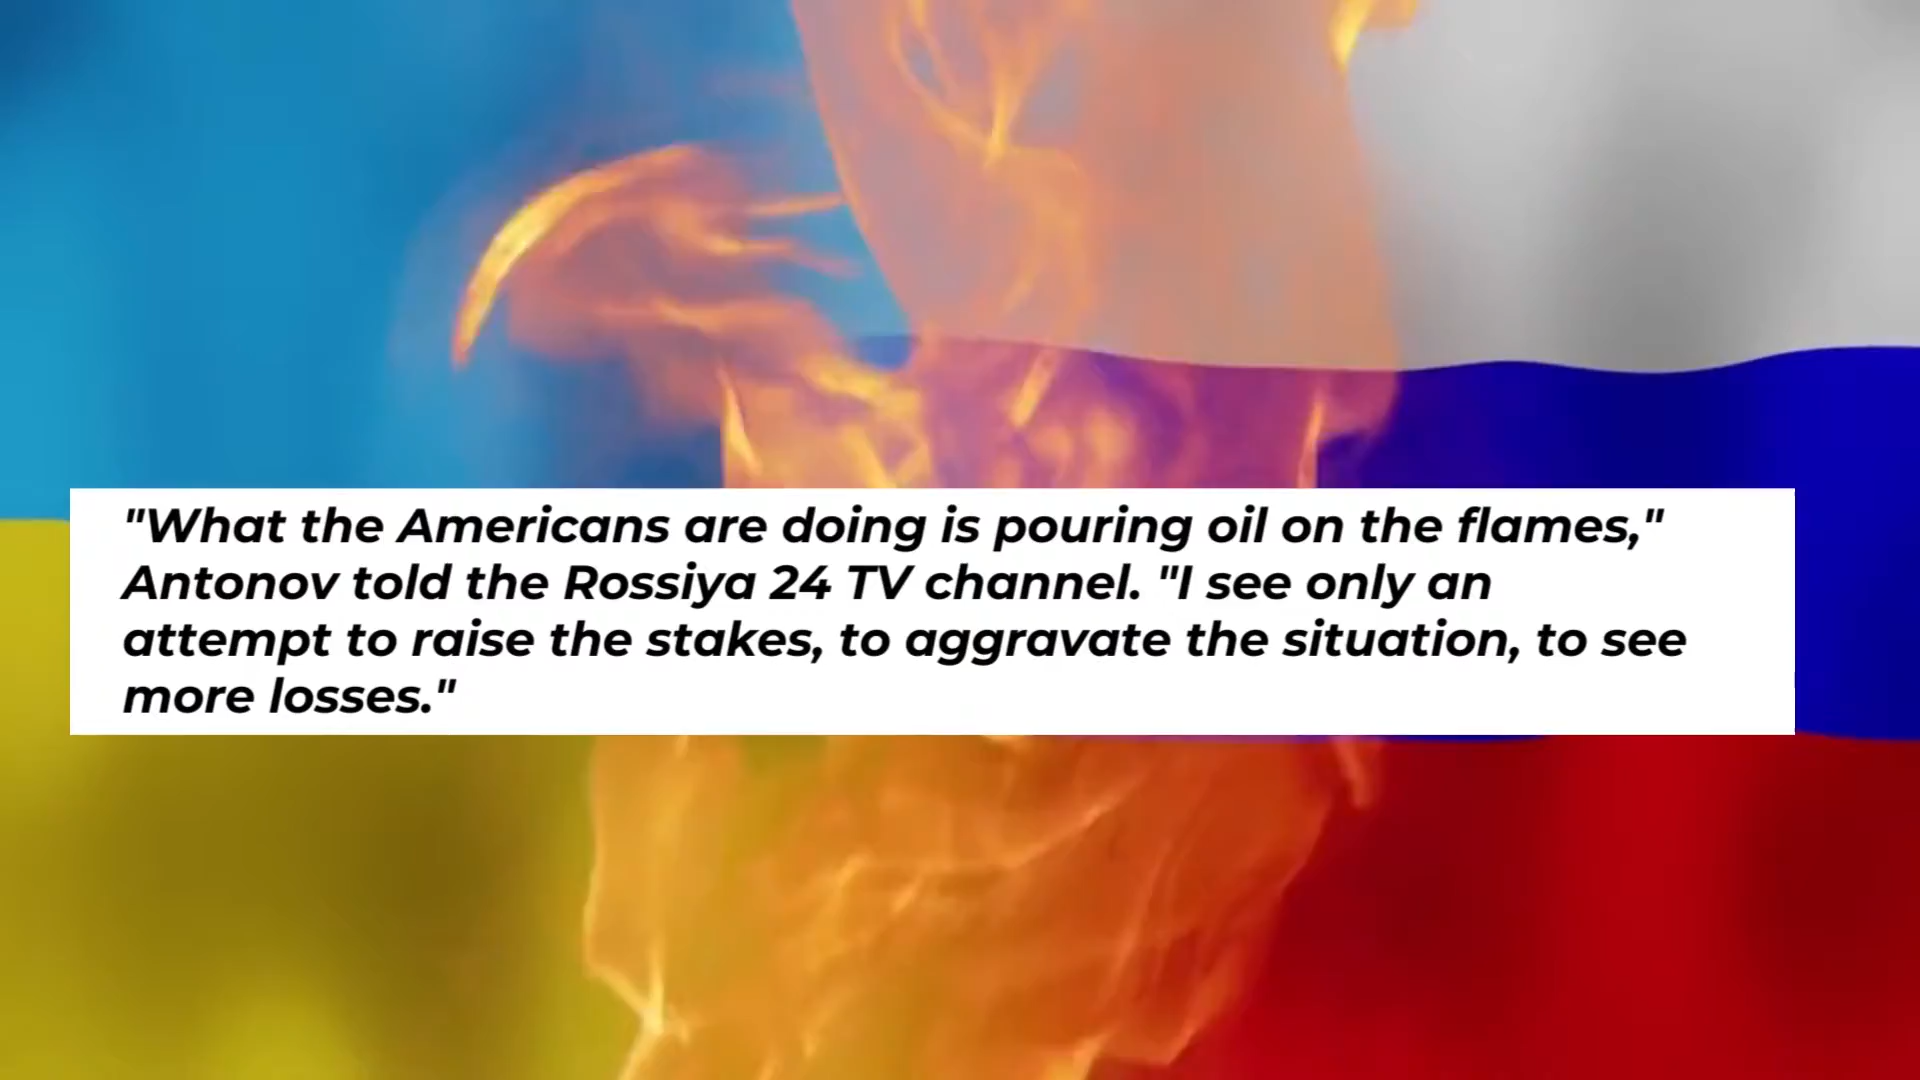 "What the Americans are doing is pouring oil on the flames,"
Antonov told the Rossiya 24 TV channel. "I see only an
attempt to raise the stakes, to aggravate the situation, to see
more losses."